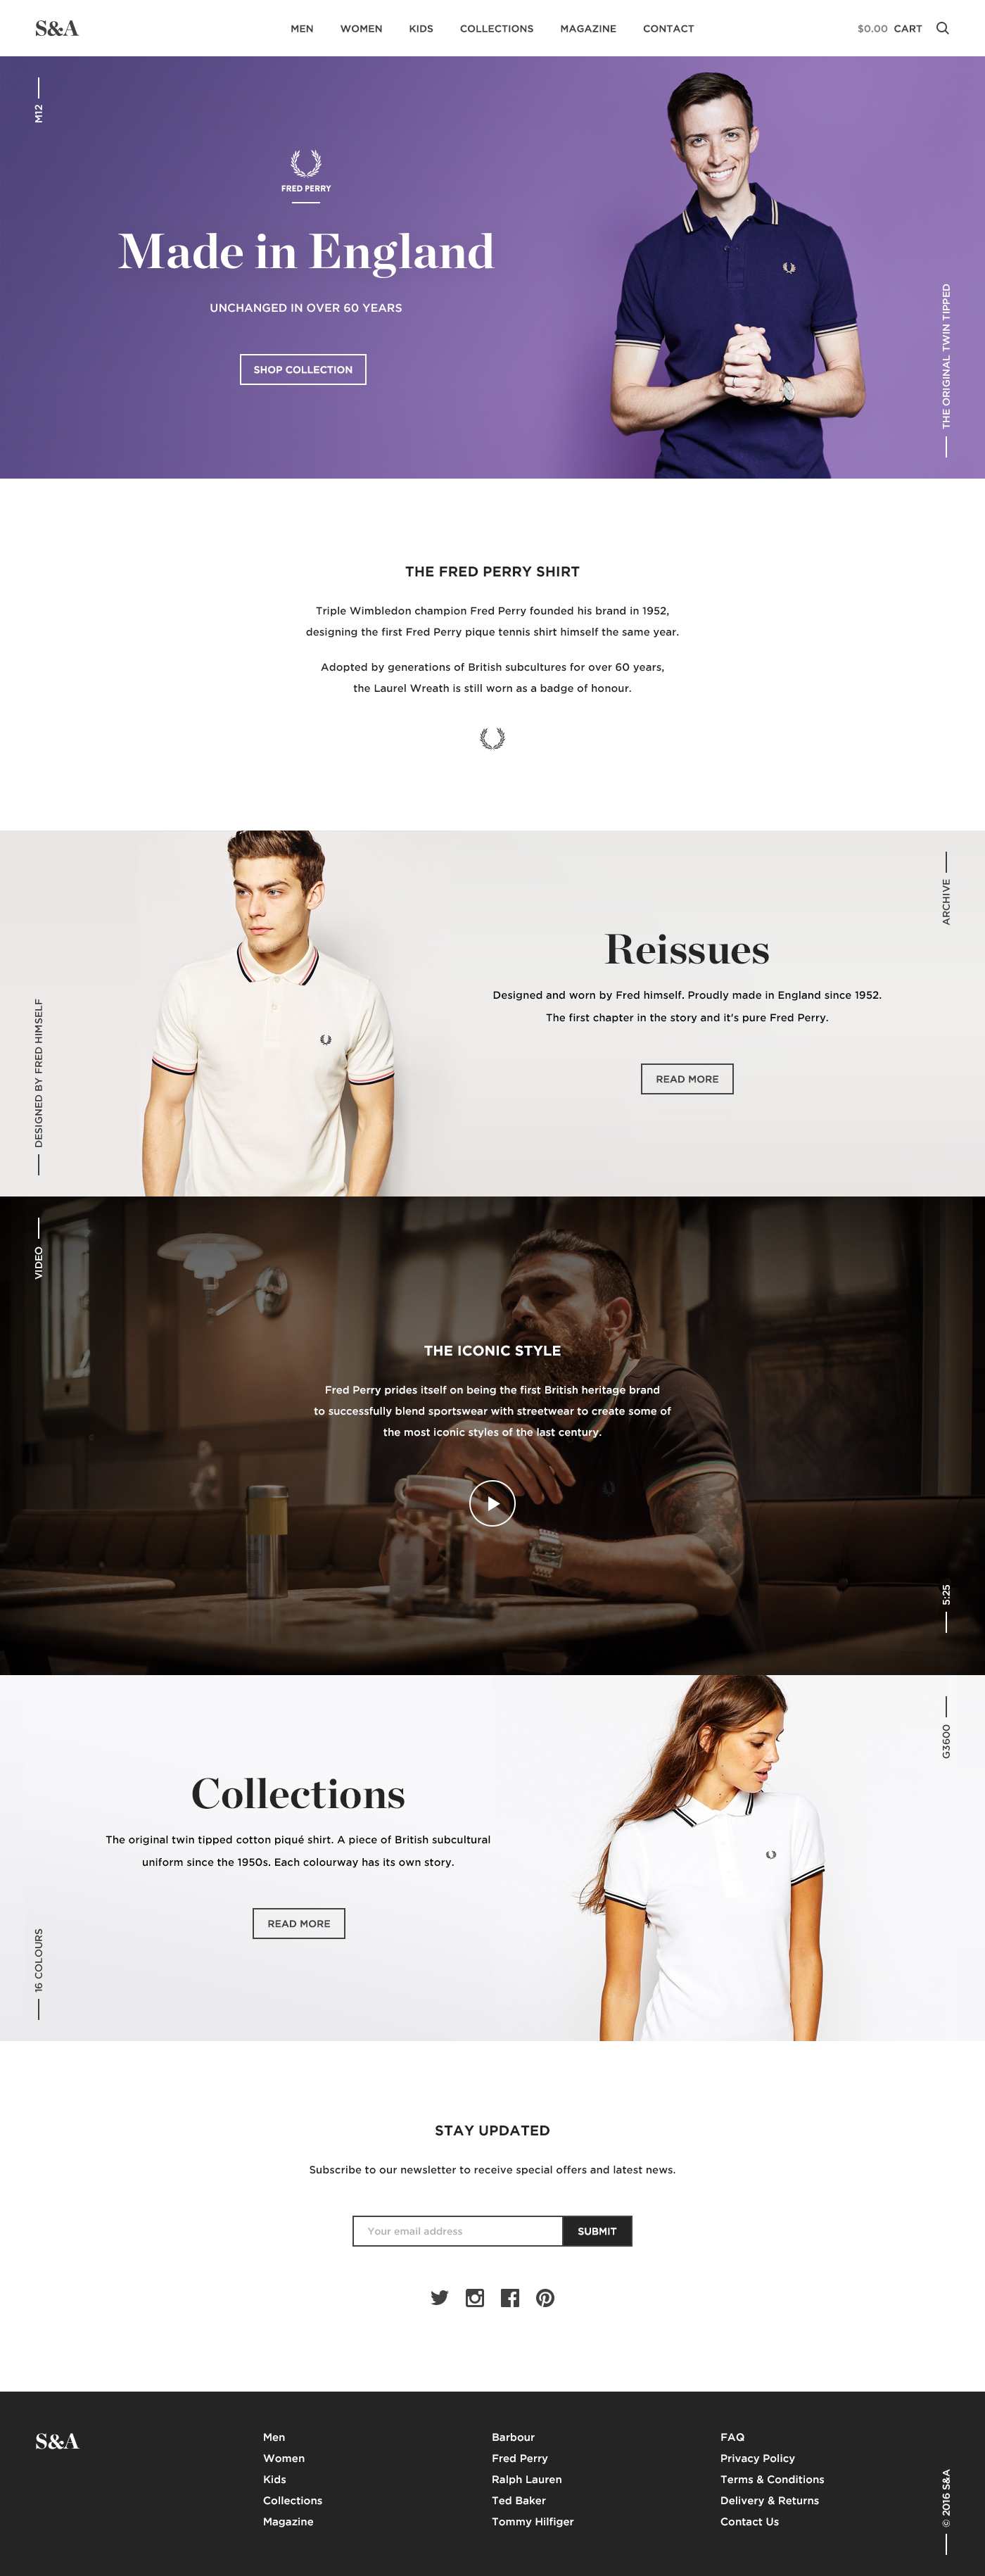 S&A
MEN WOMEN KIDS COLLECTIONS MAGAZINE CONTACT
$0.00 CART
M12
FRED PERRY
Made in England
UNCHANGED IN OVER 60 YEARS
SHOP COLLECTION
THE ORIGINAL TWIN TIPPED
THE FRED PERRY SHIRT
Triple Wimbledon champion Fred Perry founded his brand in 1952,
designing the first Fred Perry pique tennis shirt himself the same year.
Adopted by generations of British subcultures for over 60 years,
the Laurel Wreath is still worn as a badge of honour.
ARCHIVE
Reissues
Designed and worn by Fred himself. Proudly made in England since 1952.
The first chapter in the story and it's pure Fred Perry.
READ MORE
DESIGNED BY FRED HIMSELF
VIDEO
THE ICONIC STYLE
Fred Perry prides itself on being the first British heritage brand
to successfully blend sportswear with streetwear to create some of
the most iconic styles of the last century.
5:25
G3600
Collections
The original twin tipped cotton piqué shirt. A piece of British subcultural
uniform since the 1950s. Each colourway has its own story.
READ MORE
16 COLOURS
STAY UPDATED
Subscribe to our newsletter to receive special offers and latest news.
Your email address SUBMIT
S&A
Men
Women
Kids
Collections
Magazine
Barbour
Fred Perry
Ralph Lauren
Ted Baker
Tommy Hilfiger
FAQ
Privacy Policy
Terms & Conditions
Delivery & Returns
Contact Us
© 2016 S&A